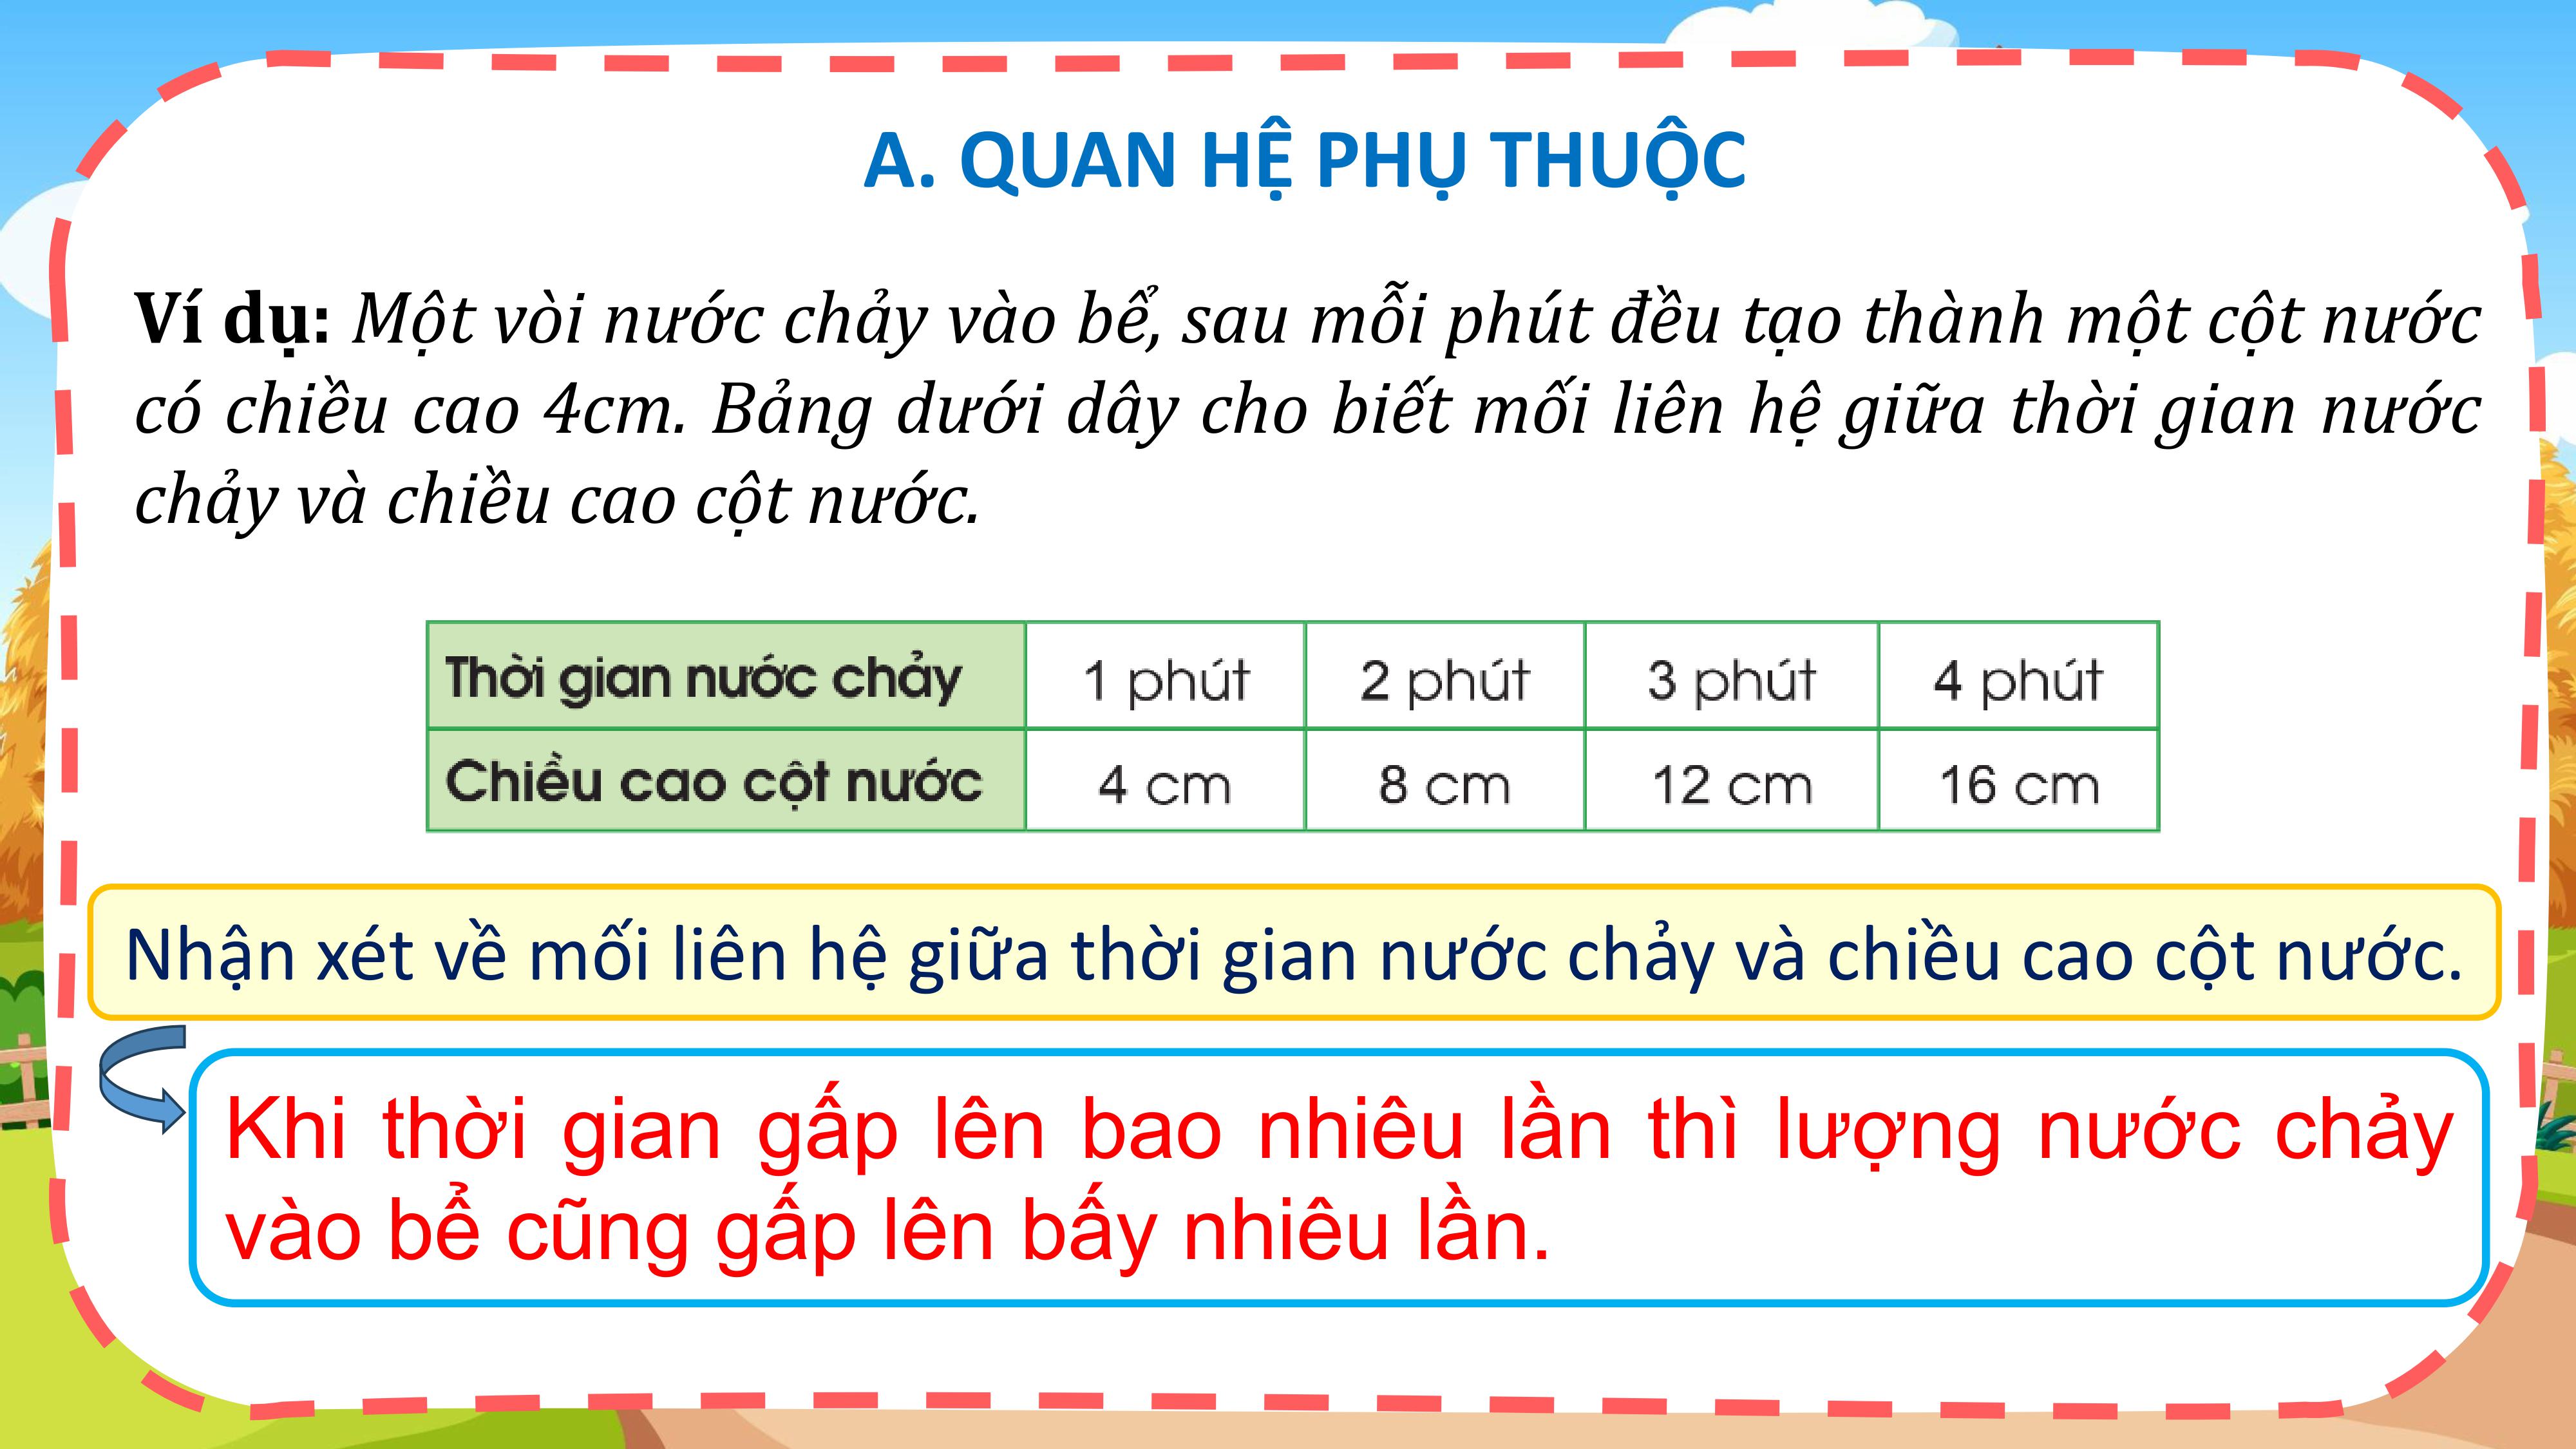 A. QUAN HỆ PHỤ THUỘC
Ví dụ: Một vòi nước chảy vào bể, sau mỗi phút đều tạo thành một cột nước
có chiều cao 4cm. Bảng dưới dây cho biết mối liên hệ giữa thời gian nước
chảy và chiều cao cột nước.
Thời gian nước chảy 1 phút 2 phút 3 phút 4 phút
Chiều cao cột nước 4 cm 8 cm 12 cm 16 cm
Nhận xét về mối liên hệ giữa thời gian nước chảy và chiều cao cột nước.
Khi thời gian gấp lên bao nhiêu lần thì lượng nước chảy
vào bể cũng gấp lên bấy nhiêu lần.